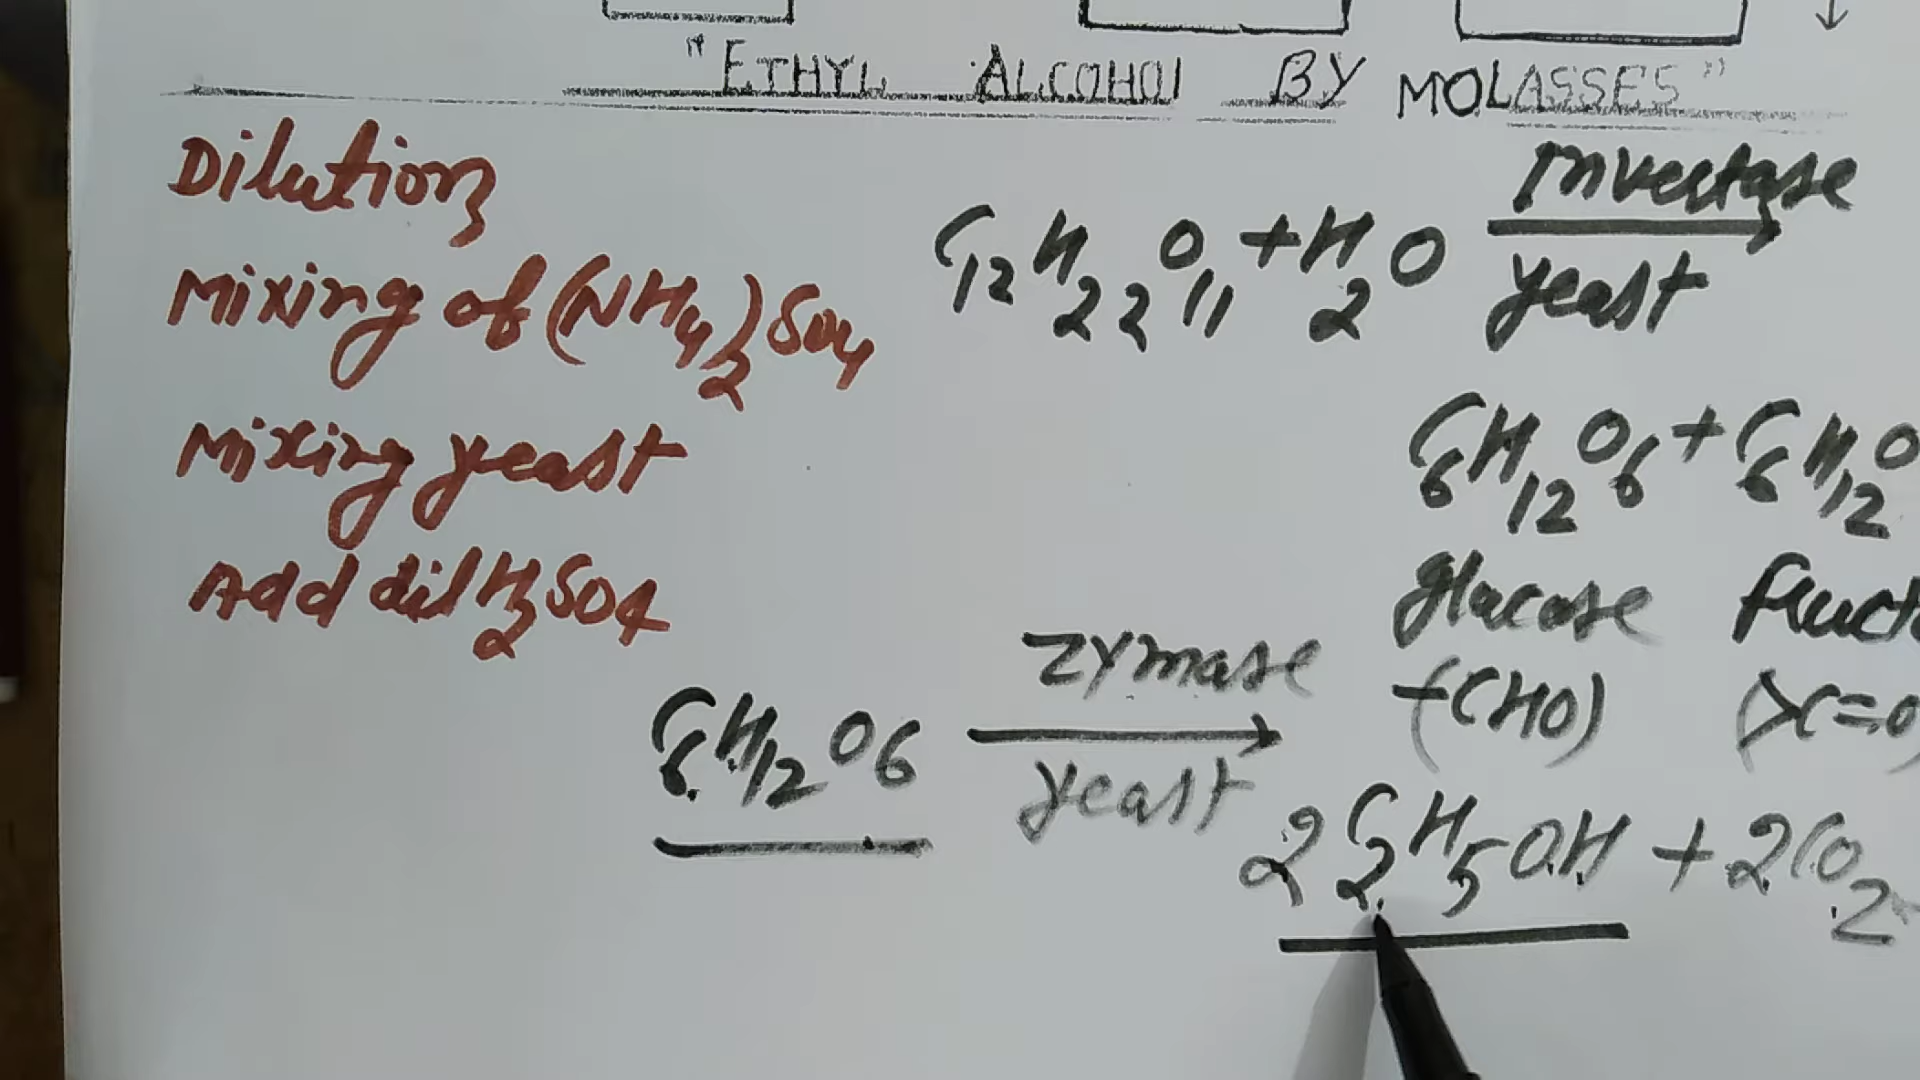 "ETHYL ALCOHOl BY MOLASSES"
Dilution
Mixing of (NH4)2SO4
Mixing yeast
Add dil H2SO4
C12H22O11 + H2O Invertase
yeast
C6H12O6 + C6H12O
glucose fruct
(CHO) (>C=O
C6H12O6 zymase
yeast
2C2H5OH + 2CO2